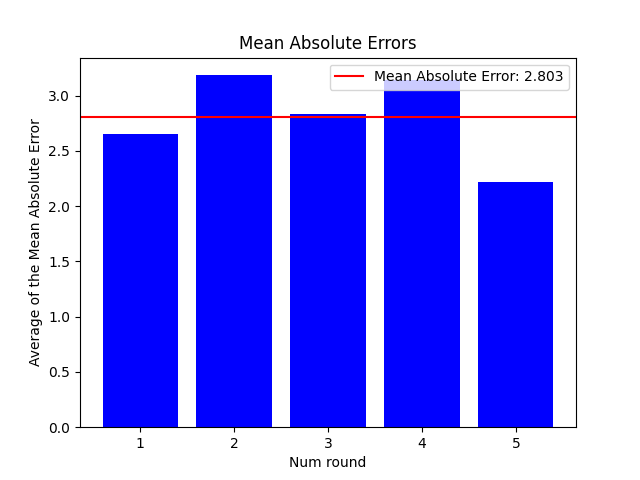 Mean Absolute Errors
Mean Absolute Error: 2.803
Average of the Mean Absolute Error
3.0
2.5
2.0
1.5
1.0
0.5
0.0
1 2 3 4 5
Num round